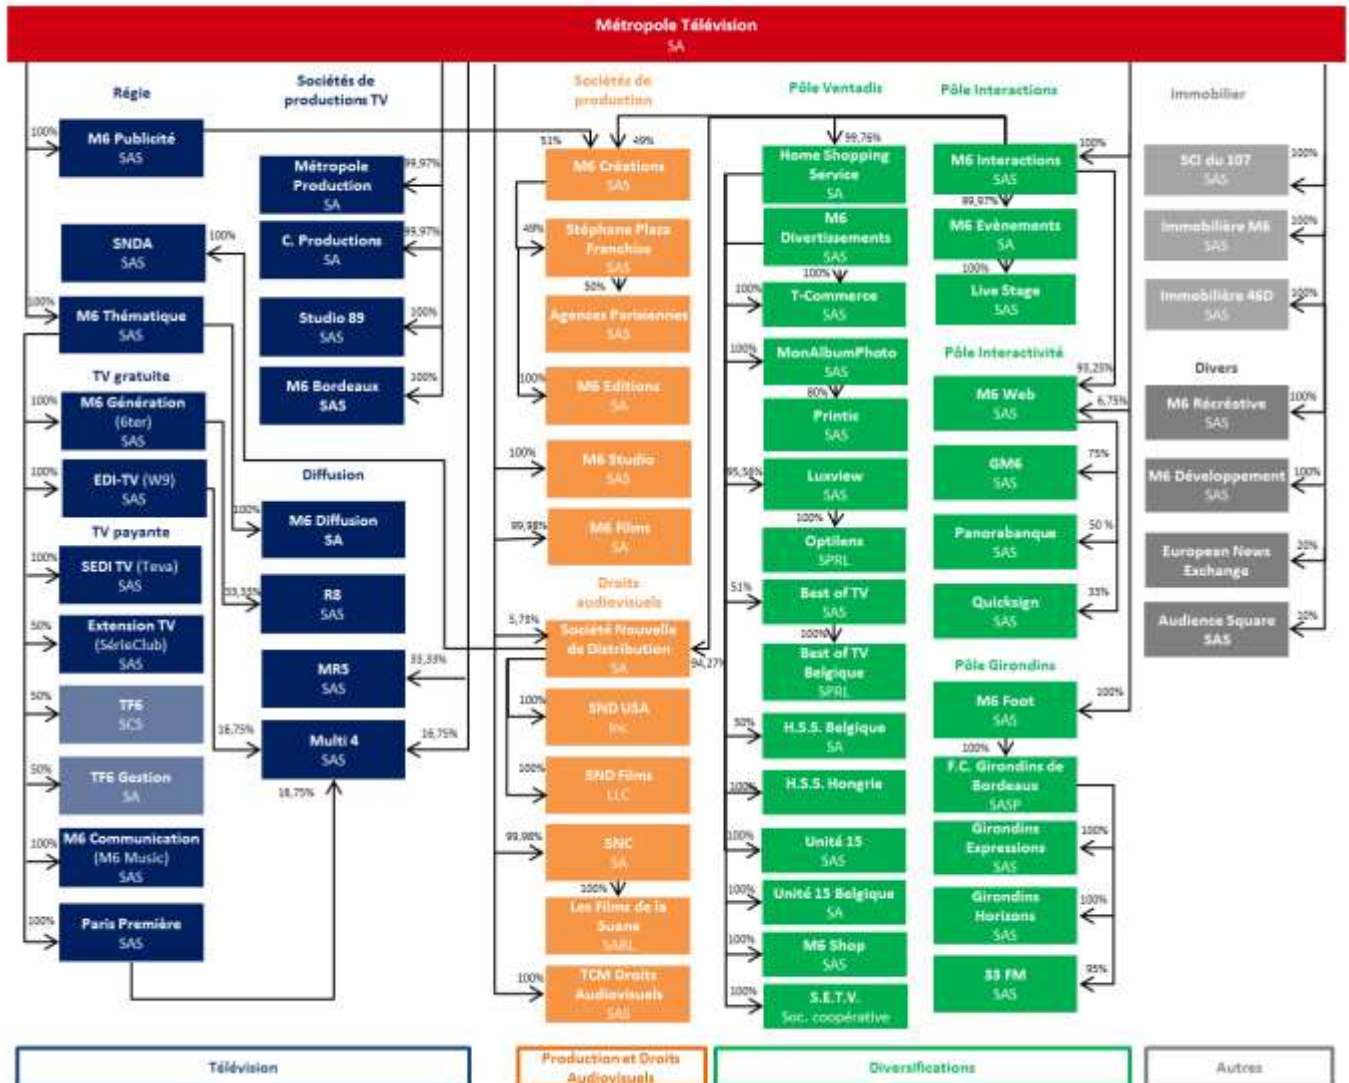 Métropole Télévision
SA
Régie
100%
M6 Publicité
SAS
SNDA
SAS
100%
100%
M6 Thématique
SAS
TV gratuite
100%
M6 Génération
(6ter)
SAS
100%
EDI-TV (W9)
SAS
TV payante
100%
SEDI TV (Teva)
SAS
50%
Extension TV
(SérieClub)
SAS
50%
TF6
SCS
50%
TF6 Gestion
SA
100%
M6 Communication
(M6 Music)
SAS
100%
Paris Première
SAS
Sociétés de
productions TV
Métropole
Production
SA
99,97%
C. Productions
SA
99,97%
Studio 89
SAS
100%
M6 Bordeaux
SAS
100%
Diffusion
100%
M6 Diffusion
SA
33,33%
R8
SAS
MR5
SAS
33,33%
16,75%
Multi 4
SAS
16,75%
16,75%
Sociétés de
production
51%
49%
M6 Créations
SAS
49%
Stéphane Plaza
Franchise
SAS
50%
Agences Parisiennes
SAS
100%
M6 Editions
SA
100%
M6 Studio
SAS
99,98%
M6 Films
SA
Droits
audiovisuels
5,73%
Société Nouvelle
de Distribution
SA
94,27%
100%
SND USA
Inc
100%
SND Films
LLC
99,98%
SNC
SA
100%
Les Films de la
Suane
SARL
100%
TCM Droits
Audiovisuels
SAS
Pôle Ventadis
99,76%
Home Shopping
Service
SA
M6
Divertissements
SAS
100%
100%
T-Commerce
SAS
100%
MonAlbumPhoto
SAS
80%
Printic
SAS
95,56%
Luxview
SAS
100%
Optilens
SPRL
51%
Best of TV
SAS
100%
Best of TV
Belgique
SPRL
50%
H.S.S. Belgique
SA
100%
H.S.S. Hongrie
100%
Unité 15
SAS
100%
Unité 15 Belgique
SA
100%
M6 Shop
SAS
100%
S.E.T.V.
Soc. coopérative
Pôle Interactions
M6 Interactions
SAS
100%
99,97%
M6 Evènements
SA
100%
Live Stage
SAS
Pôle Interactivité
93,25%
M6 Web
SAS
6,75%
GM6
SAS
75%
Panorabanque
SAS
50 %
Quicksign
SAS
33%
Pôle Girondins
M6 Foot
SAS
100%
100%
F.C. Girondins de
Bordeaux
SASP
Girondins
Expressions
SAS
100%
Girondins
Horizons
SAS
100%
33 FM
SAS
95%
Immobilier
SCI du 107
SAS
100%
Immobilière M6
SAS
100%
Immobilière 46D
SAS
100%
Divers
M6 Récréative
SAS
100%
M6 Développement
SAS
100%
European News
Exchange
20%
Audience Square
SAS
10%
Télévision
Production et Droits
Audiovisuels
Diversifications
Autres